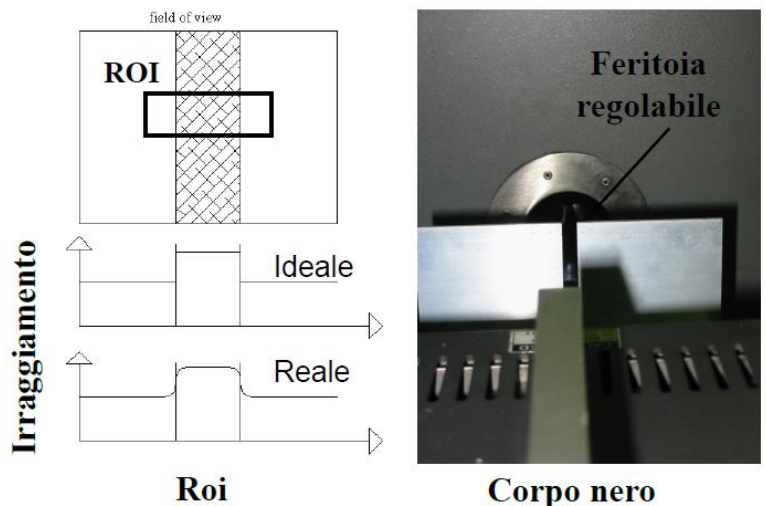 field of view
ROI
Ideale
Reale
Irraggiamento
Roi
Feritoia
regolabile
Corpo nero